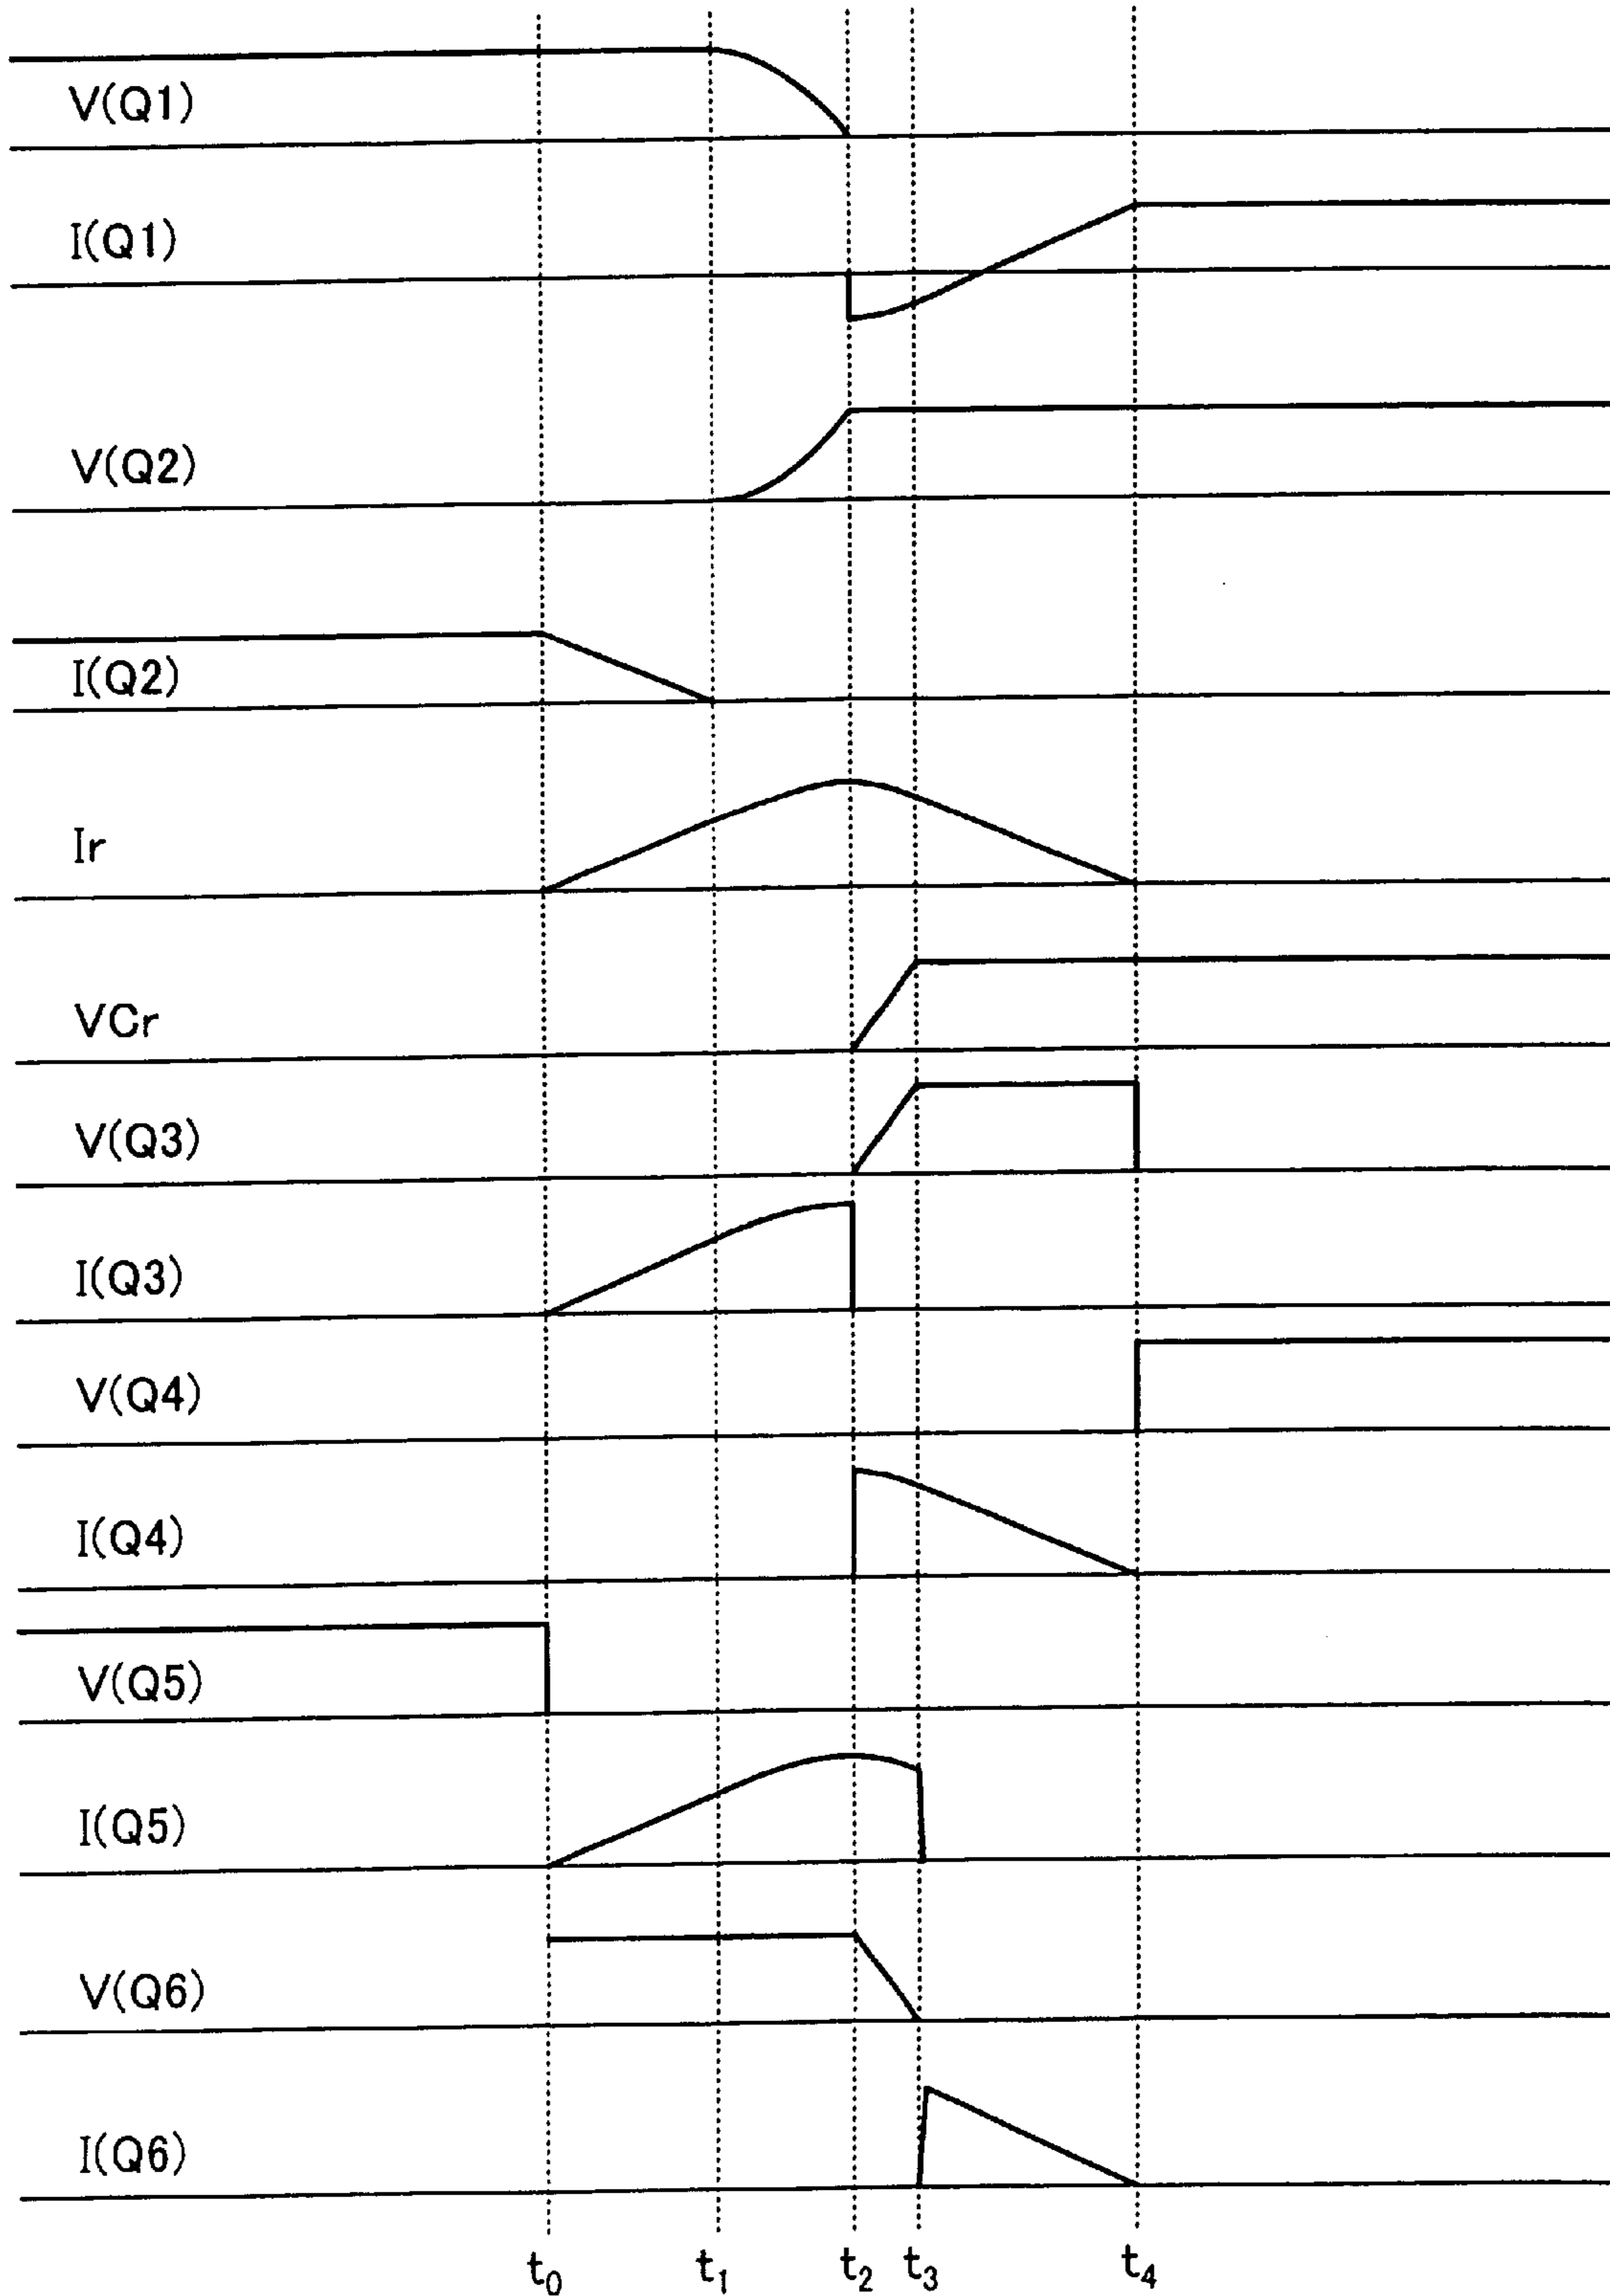 V(Q1)
I(Q1)
V(Q2)
I(Q2)
Ir
VCr
V(Q3)
I(Q3)
V(Q4)
I(Q4)
V(Q5)
I(Q5)
V(Q6)
I(Q6)
t₀ t₁ t₂ t₃ t₄